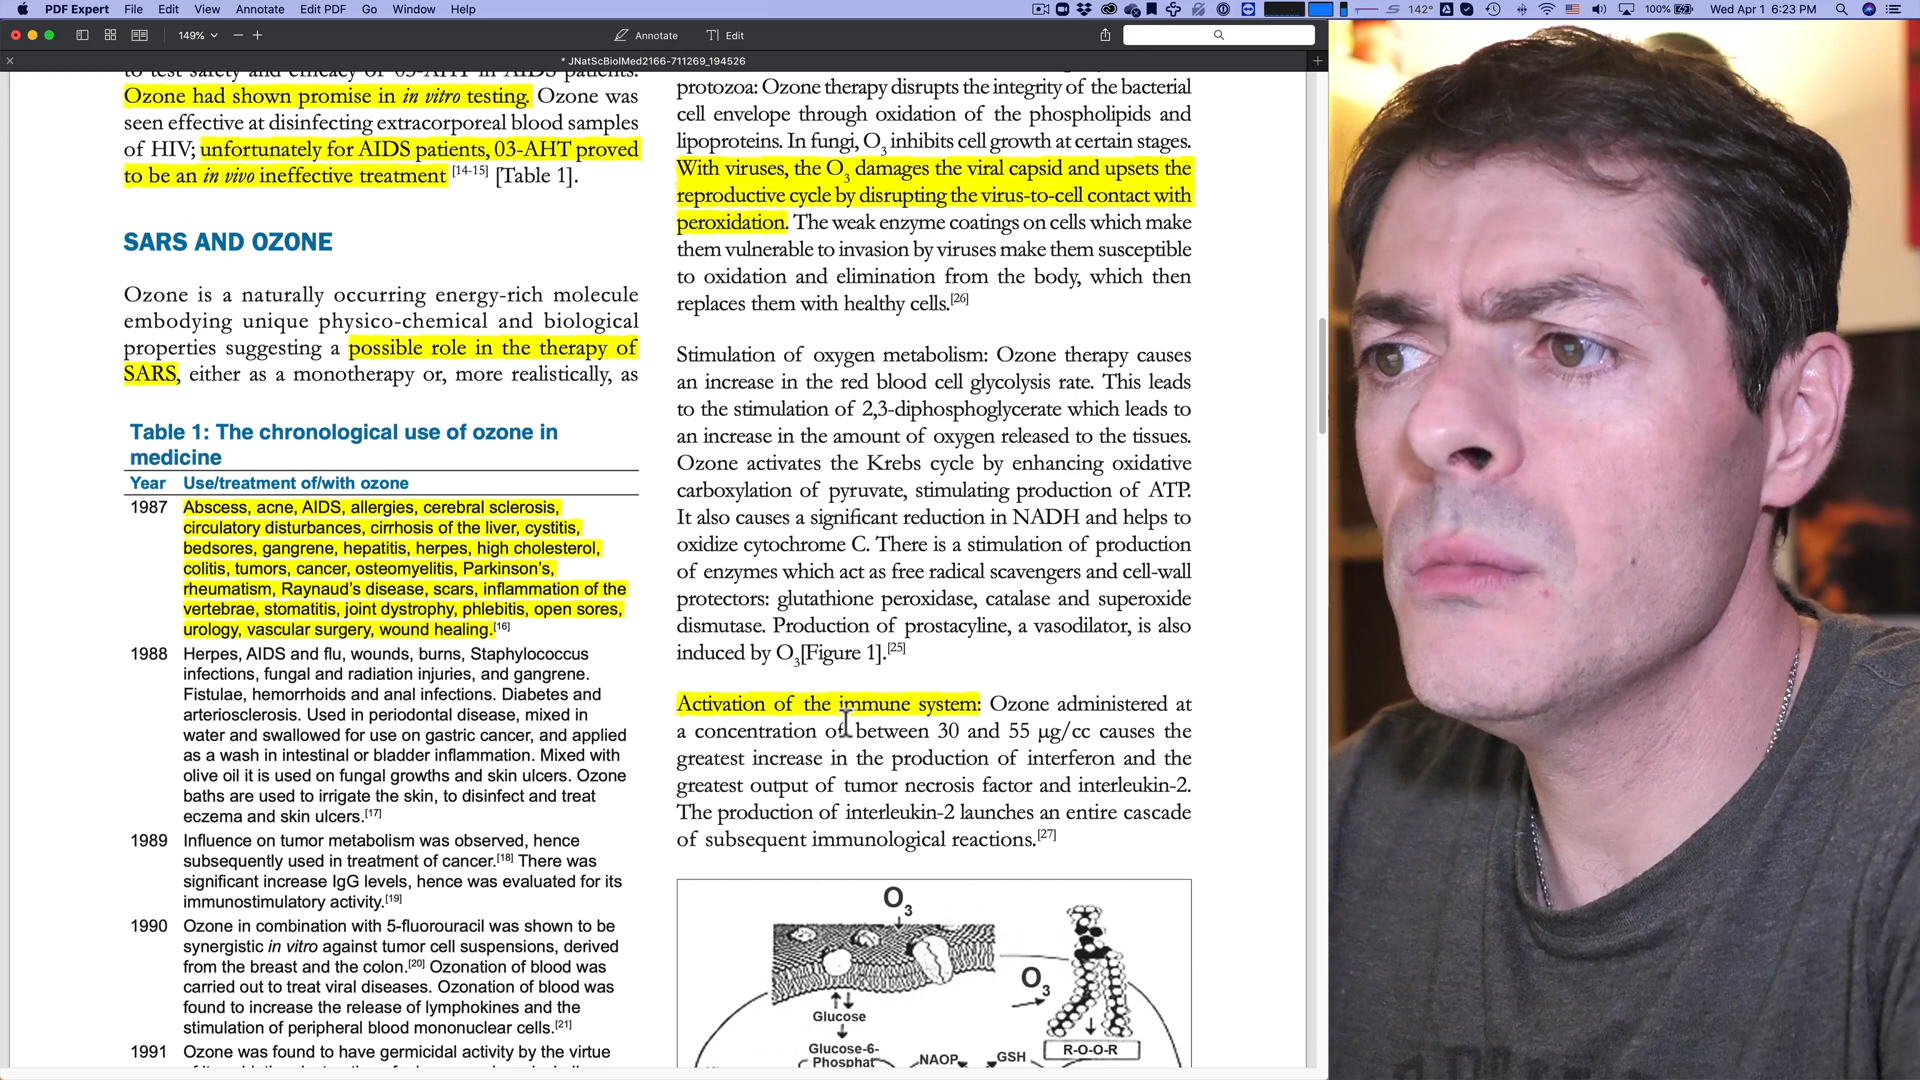 PDF Expert File Edit View Annotate Edit PDF Go Window Help
142° 100% Wed Apr 1 6:23 PM
149% Annotate Edit
* JNatScBiolMed2166-711269_194526
to test safety and efficacy of 03-AHT in AIDS patients.
Ozone had shown promise in in vitro testing. Ozone was
seen effective at disinfecting extracorporeal blood samples
of HIV; unfortunately for AIDS patients, 03-AHT proved
to be an in vivo ineffective treatment [14-15] [Table 1].
SARS AND OZONE
Ozone is a naturally occurring energy-rich molecule
embodying unique physico-chemical and biological
properties suggesting a possible role in the therapy of
SARS, either as a monotherapy or, more realistically, as
Table 1: The chronological use of ozone in
medicine
Year Use/treatment of/with ozone
1987 Abscess, acne, AIDS, allergies, cerebral sclerosis,
circulatory disturbances, cirrhosis of the liver, cystitis,
bedsores, gangrene, hepatitis, herpes, high cholesterol,
colitis, tumors, cancer, osteomyelitis, Parkinson's,
rheumatism, Raynaud's disease, scars, inflammation of the
vertebrae, stomatitis, joint dystrophy, phlebitis, open sores,
urology, vascular surgery, wound healing.[16]
1988 Herpes, AIDS and flu, wounds, burns, Staphylococcus
infections, fungal and radiation injuries, and gangrene.
Fistulae, hemorrhoids and anal infections. Diabetes and
arteriosclerosis. Used in periodontal disease, mixed in
water and swallowed for use on gastric cancer, and applied
as a wash in intestinal or bladder inflammation. Mixed with
olive oil it is used on fungal growths and skin ulcers. Ozone
baths are used to irrigate the skin, to disinfect and treat
eczema and skin ulcers.[17]
1989 Influence on tumor metabolism was observed, hence
subsequently used in treatment of cancer.[18] There was
significant increase IgG levels, hence was evaluated for its
immunostimulatory activity.[19]
1990 Ozone in combination with 5-fluorouracil was shown to be
synergistic in vitro against tumor cell suspensions, derived
from the breast and the colon.[20] Ozonation of blood was
carried out to treat viral diseases. Ozonation of blood was
found to increase the release of lymphokines and the
stimulation of peripheral blood mononuclear cells.[21]
1991 Ozone was found to have germicidal activity by the virtue
protozoa: Ozone therapy disrupts the integrity of the bacterial
cell envelope through oxidation of the phospholipids and
lipoproteins. In fungi, O3 inhibits cell growth at certain stages.
With viruses, the O3 damages the viral capsid and upsets the
reproductive cycle by disrupting the virus-to-cell contact with
peroxidation. The weak enzyme coatings on cells which make
them vulnerable to invasion by viruses make them susceptible
to oxidation and elimination from the body, which then
replaces them with healthy cells.[26]
Stimulation of oxygen metabolism: Ozone therapy causes
an increase in the red blood cell glycolysis rate. This leads
to the stimulation of 2,3-diphosphoglycerate which leads to
an increase in the amount of oxygen released to the tissues.
Ozone activates the Krebs cycle by enhancing oxidative
carboxylation of pyruvate, stimulating production of ATP.
It also causes a significant reduction in NADH and helps to
oxidize cytochrome C. There is a stimulation of production
of enzymes which act as free radical scavengers and cell-wall
protectors: glutathione peroxidase, catalase and superoxide
dismutase. Production of prostacyline, a vasodilator, is also
induced by O3[Figure 1].[25]
Activation of the immune system: Ozone administered at
a concentration of between 30 and 55 µg/cc causes the
greatest increase in the production of interferon and the
greatest output of tumor necrosis factor and interleukin-2.
The production of interleukin-2 launches an entire cascade
of subsequent immunological reactions.[27]
O3
O3
Glucose
Glucose-6-
Phosphat
NAOP
GSH
R-O-O-R